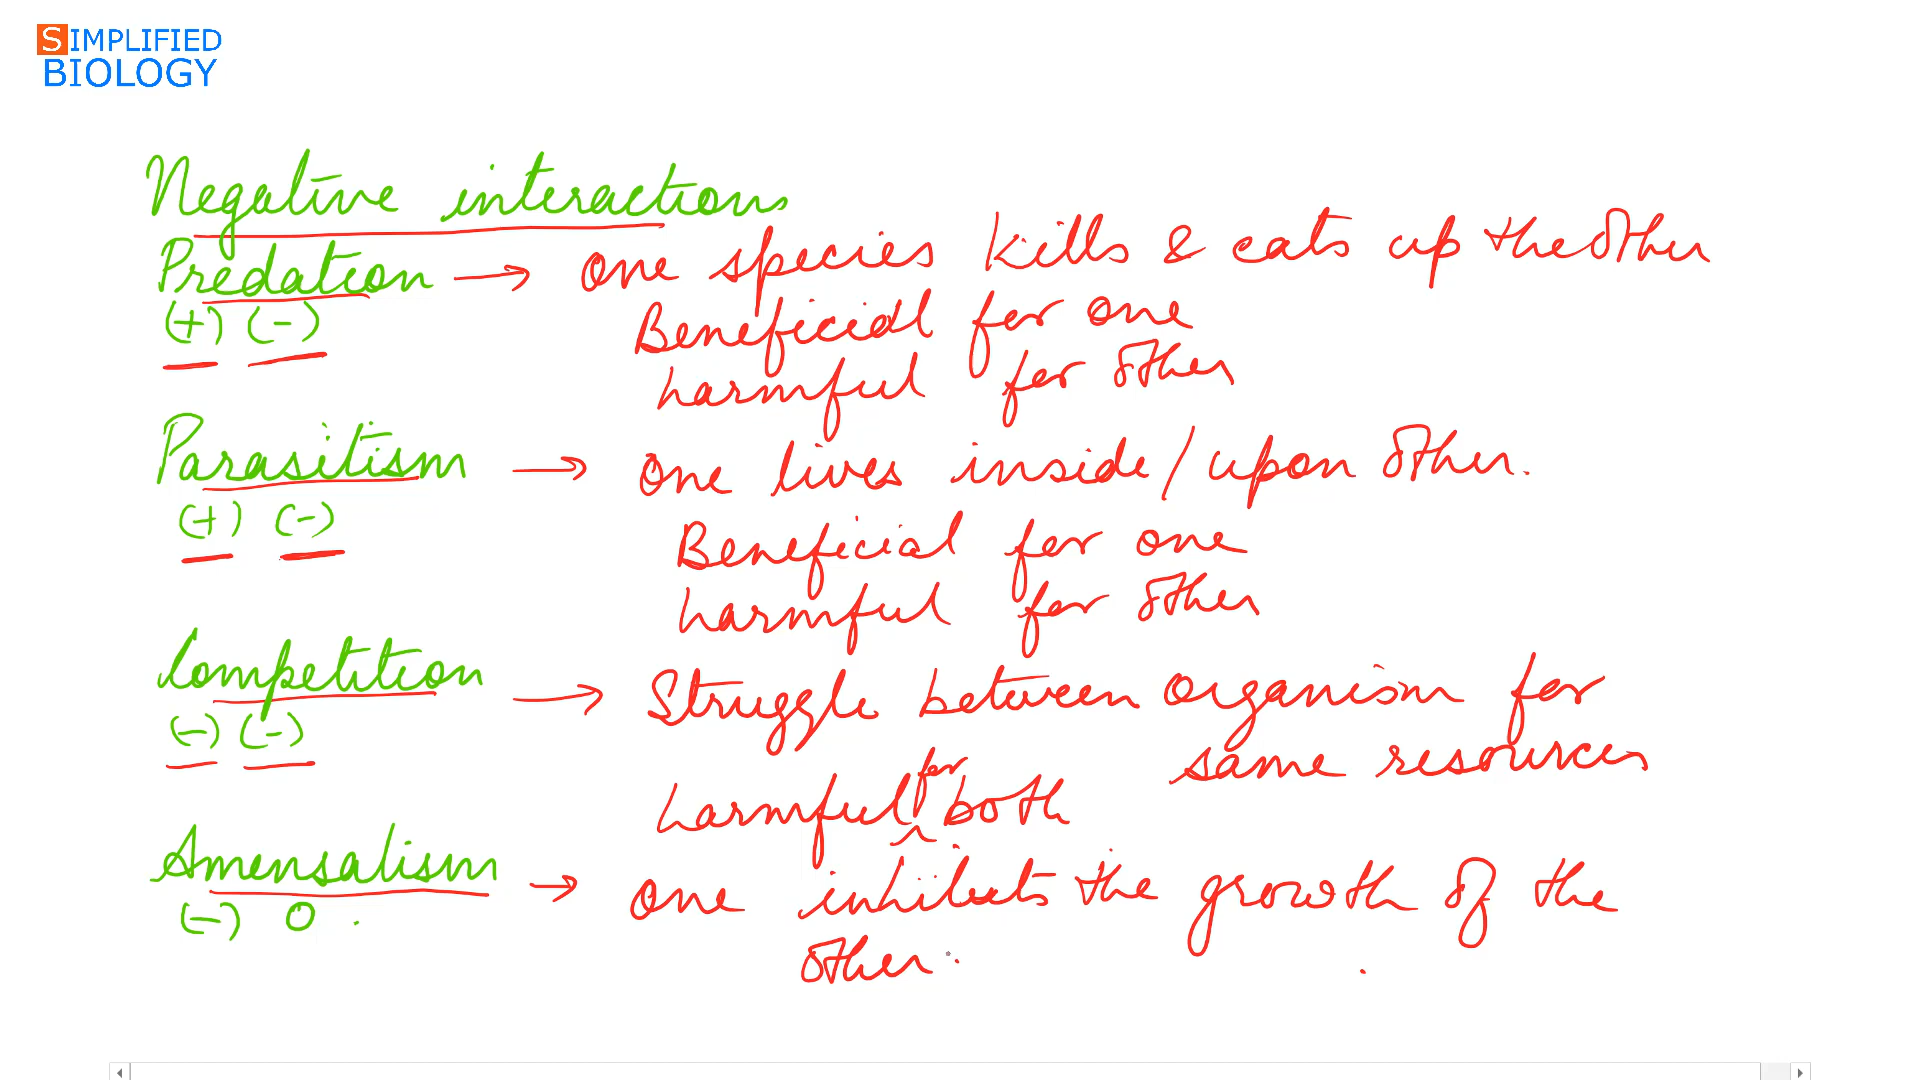 SIMPLIFIED
BIOLOGY
Negative interactions
Predation → One species kills & eats up the other
(+) (-)
Beneficial for one
harmful for other
Parasitism → One lives inside/upon other.
(+) (-)
Beneficial for one
harmful for other
Competition → Struggle between organism for
same resources
(-) (-)
harmful for both
Amensalism → One inhibits the growth of the
other.
(-) 0